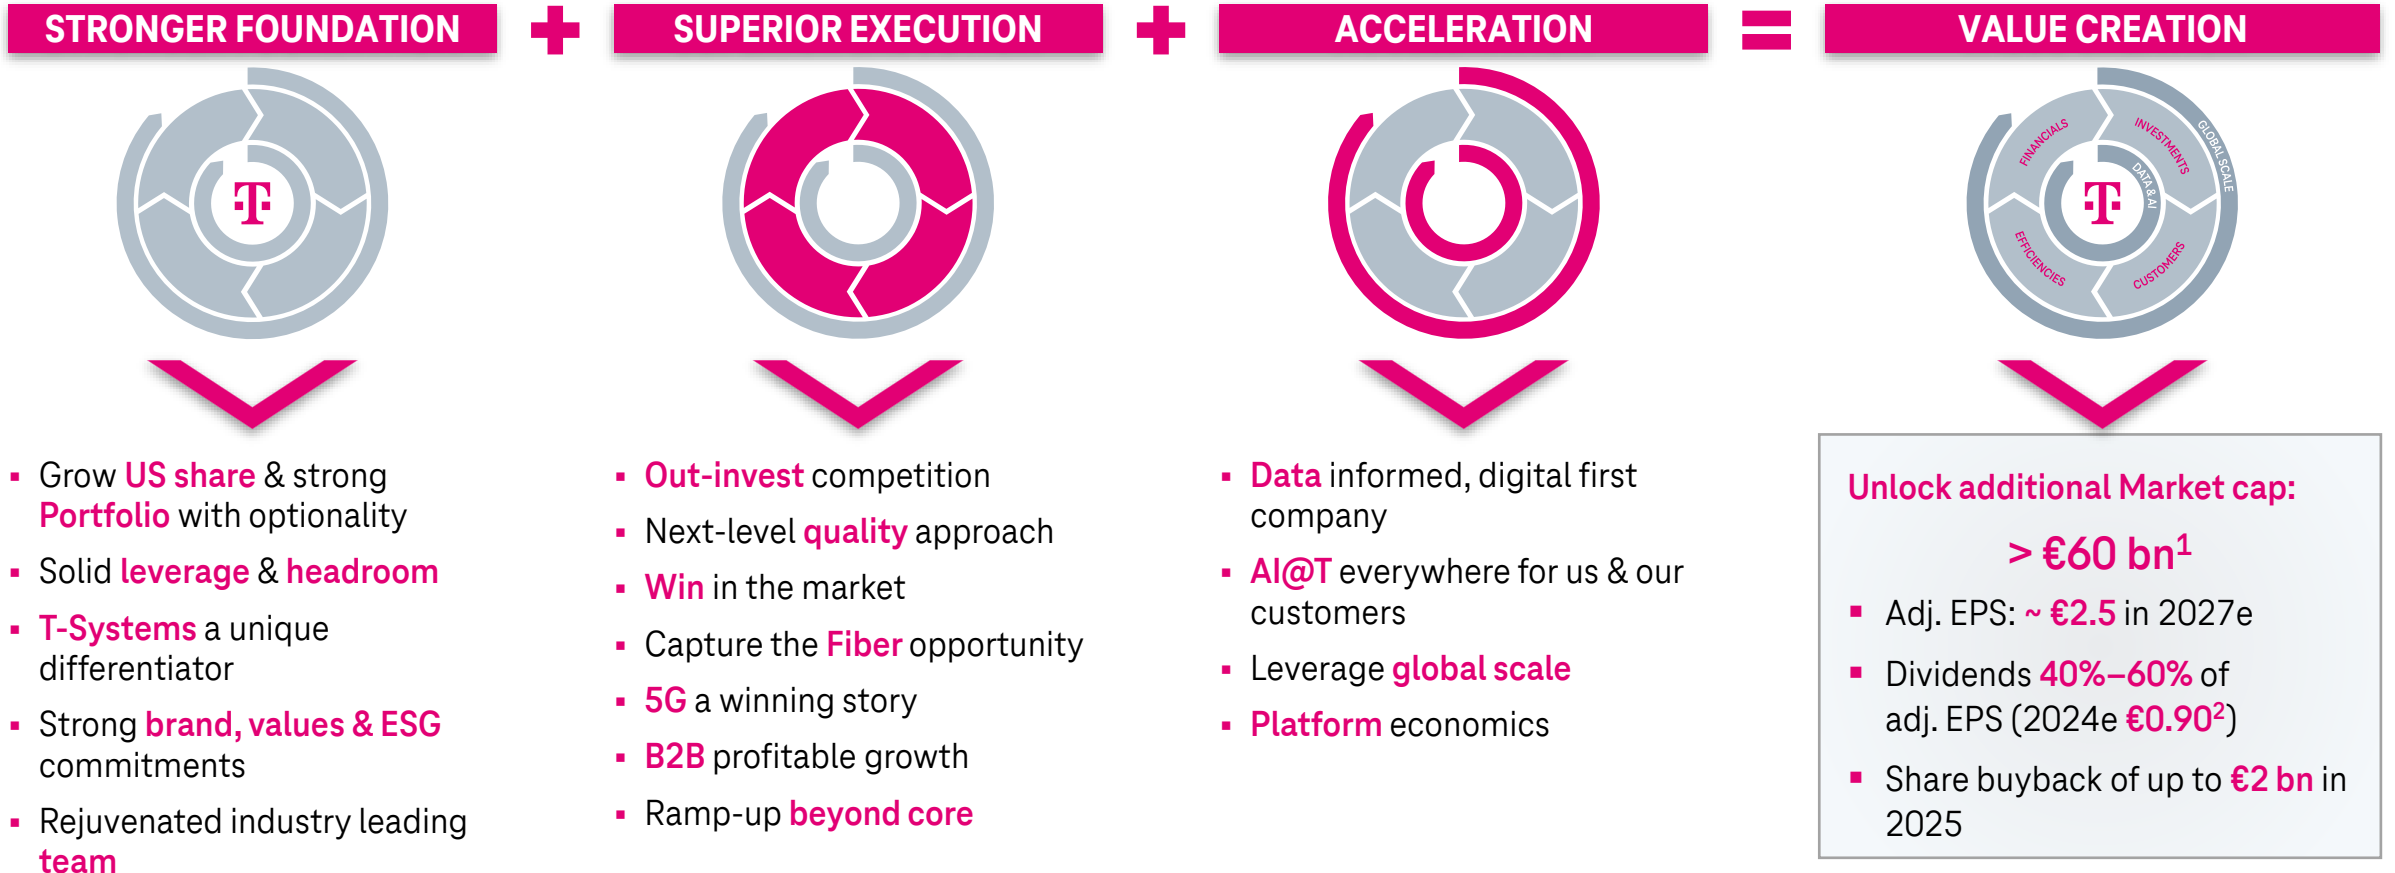 STRONGER FOUNDATION + SUPERIOR EXECUTION + ACCELERATION = VALUE CREATION
T
FINANCIALS
INVESTMENTS
GLOBAL SCALE
DATA & AI
T
EFFICIENCIES
CUSTOMERS
▪ Grow US share & strong
Portfolio with optionality
▪ Solid leverage & headroom
▪ T-Systems a unique
differentiator
▪ Strong brand, values & ESG
commitments
▪ Rejuvenated industry leading
team
▪ Out-invest competition
▪ Next-level quality approach
▪ Win in the market
▪ Capture the Fiber opportunity
▪ 5G a winning story
▪ B2B profitable growth
▪ Ramp-up beyond core
▪ Data informed, digital first
company
▪ AI@T everywhere for us & our
customers
▪ Leverage global scale
▪ Platform economics
Unlock additional Market cap:
> €60 bn¹
▪ Adj. EPS: ~ €2.5 in 2027e
▪ Dividends 40%–60% of
adj. EPS (2024e €0.90²)
▪ Share buyback of up to €2 bn in
2025